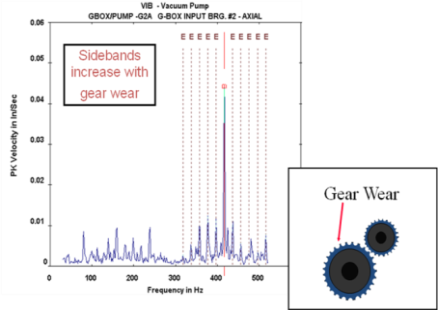 VIB - Vacuum Pump
GBOX/PUMP -G2A G-BOX INPUT BRG. #2 - AXIAL
Sidebands
increase with
gear wear
PK Velocity in In/Sec
0.06
0.05
0.04
0.03
0.02
0.01
0
0 100 200 300 400 500
Frequency in Hz
Gear Wear